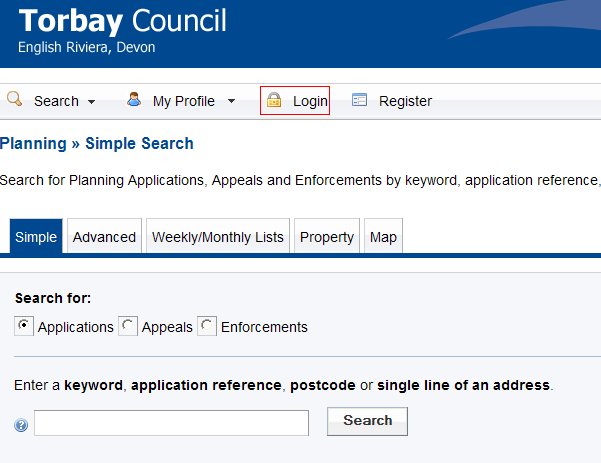 Torbay Council
English Riviera, Devon
Search My Profile Login Register
Planning » Simple Search
Search for Planning Applications, Appeals and Enforcements by keyword, application reference,
Simple Advanced Weekly/Monthly Lists Property Map
Search for:
Applications Appeals Enforcements
Enter a keyword, application reference, postcode or single line of an address.
? Search